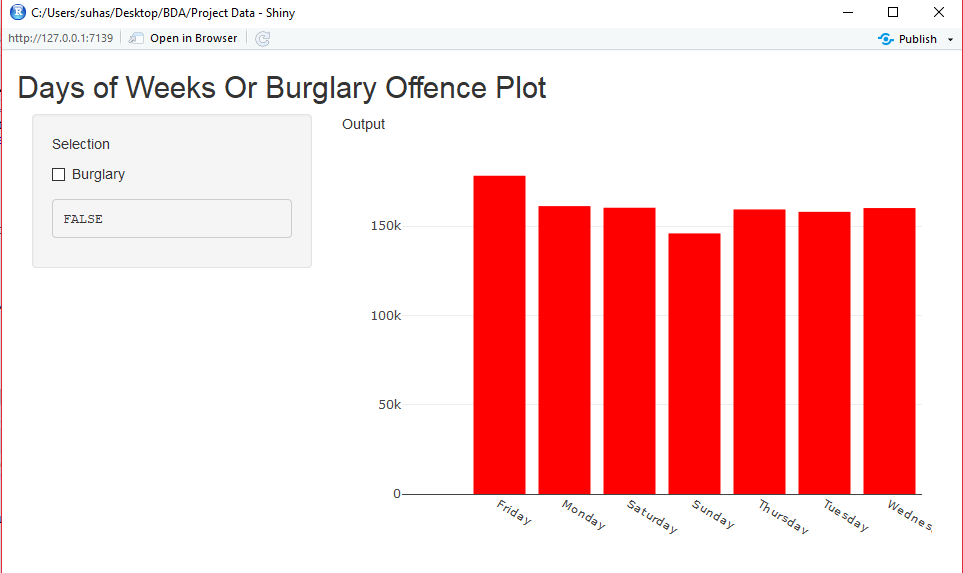 C:/Users/suhas/Desktop/BDA/Project Data - Shiny
http://127.0.0.1:7139 Open in Browser Publish
Days of Weeks Or Burglary Offence Plot
Selection
Burglary
FALSE
Output
150k
100k
50k
0
Friday Monday Saturday Sunday Thursday Tuesday Wednes